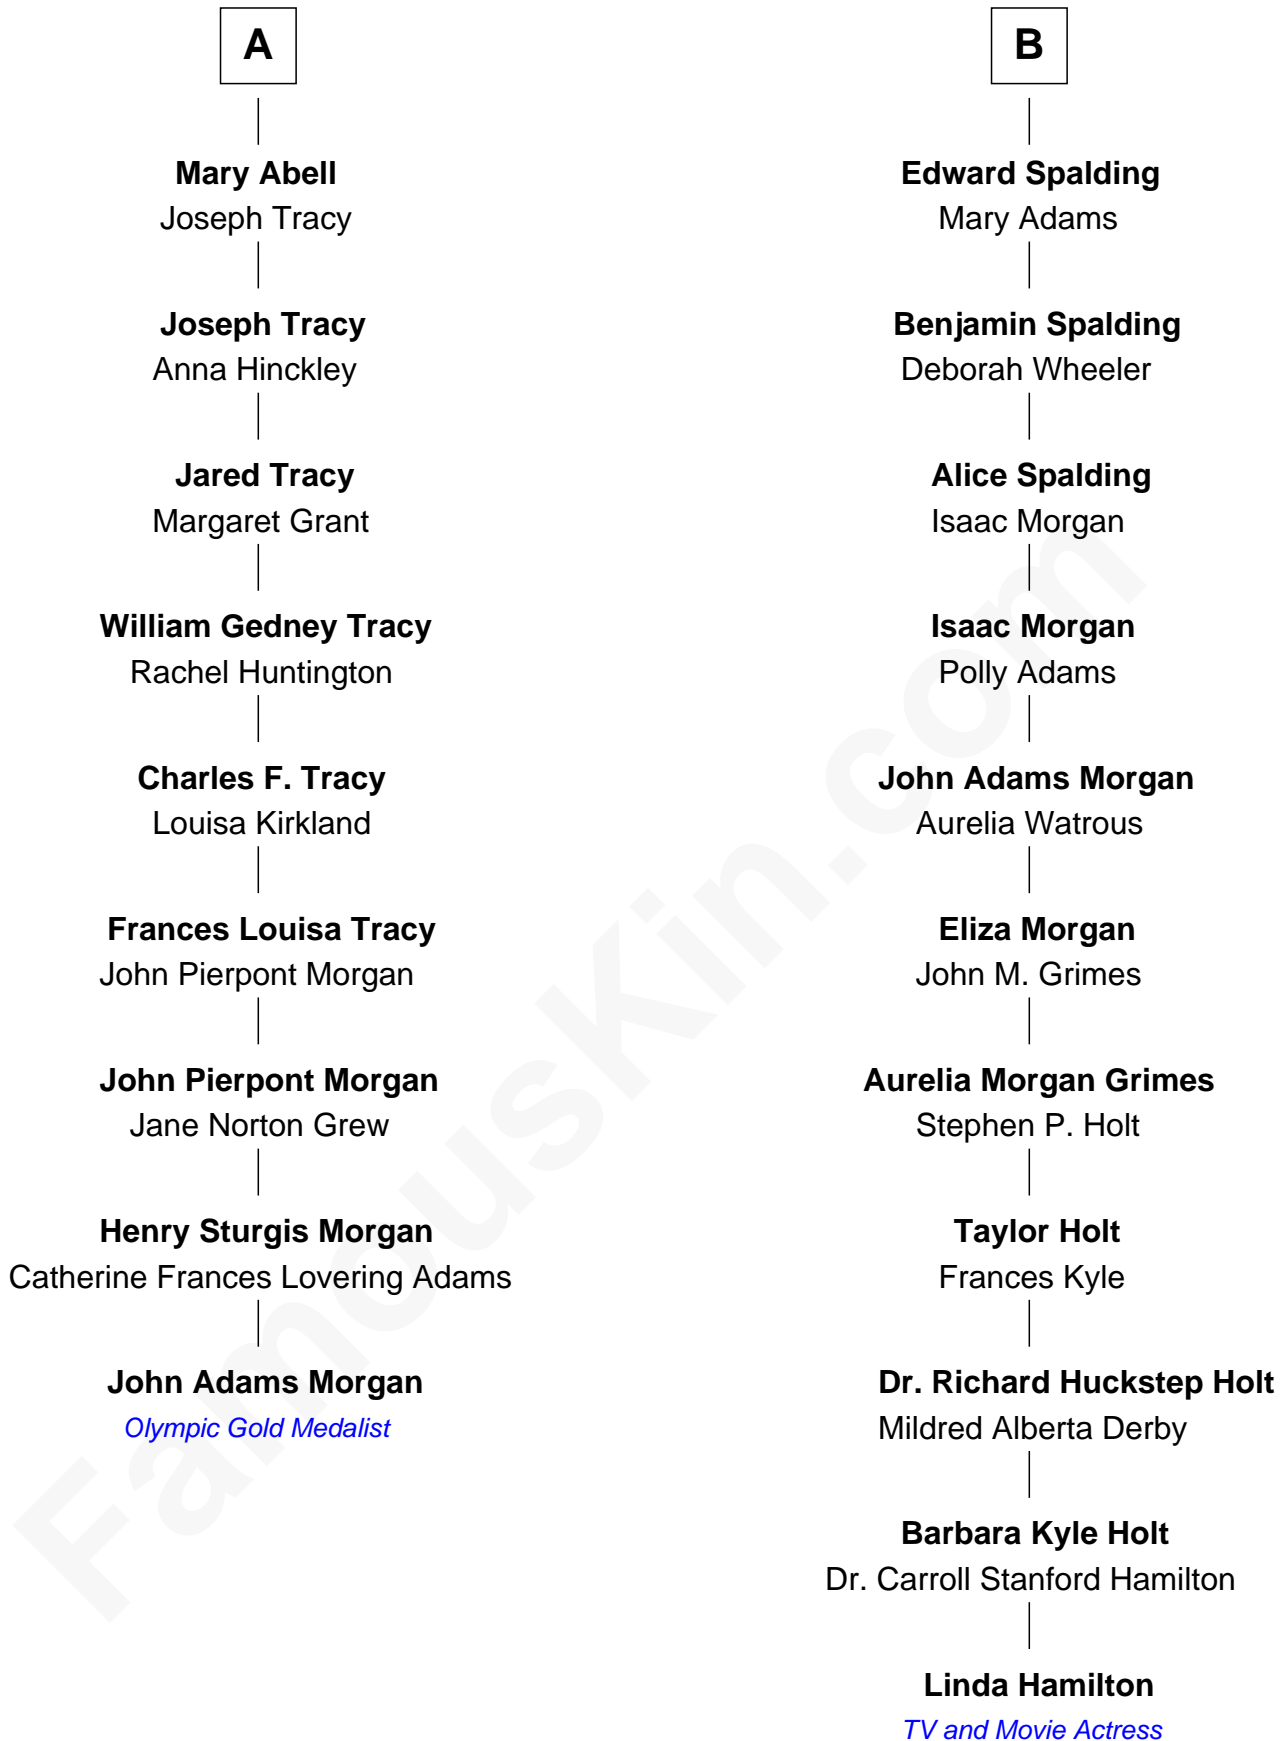 A
Mary Abell
Joseph Tracy
Joseph Tracy
Anna Hinckley
Jared Tracy
Margaret Grant
William Gedney Tracy
Rachel Huntington
Charles F. Tracy
Louisa Kirkland
Frances Louisa Tracy
John Pierpont Morgan
John Pierpont Morgan
Jane Norton Grew
Henry Sturgis Morgan
Catherine Frances Lovering Adams
John Adams Morgan
Olympic Gold Medalist
B
Edward Spalding
Mary Adams
Benjamin Spalding
Deborah Wheeler
Alice Spalding
Isaac Morgan
Isaac Morgan
Polly Adams
John Adams Morgan
Aurelia Watrous
Eliza Morgan
John M. Grimes
Aurelia Morgan Grimes
Stephen P. Holt
Taylor Holt
Frances Kyle
Dr. Richard Huckstep Holt
Mildred Alberta Derby
Barbara Kyle Holt
Dr. Carroll Stanford Hamilton
Linda Hamilton
TV and Movie Actress
FamousKin.com